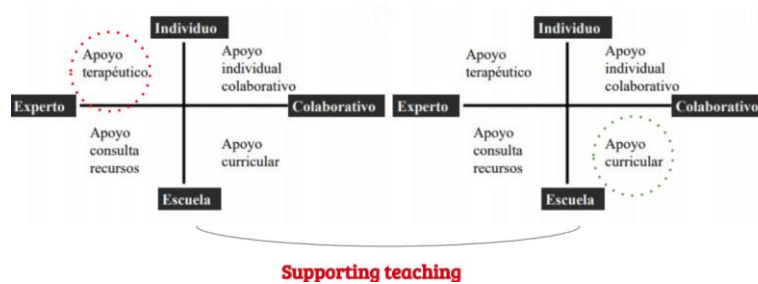 Individuo
Apoyo
terapéutico
Apoyo
individual
colaborativo
Experto
Colaborativo
Apoyo
consulta
recursos
Apoyo
curricular
Escuela
Individuo
Apoyo
terapéutico
Apoyo
individual
colaborativo
Experto
Colaborativo
Apoyo
consulta
recursos
Apoyo
curricular
Escuela
Supporting teaching